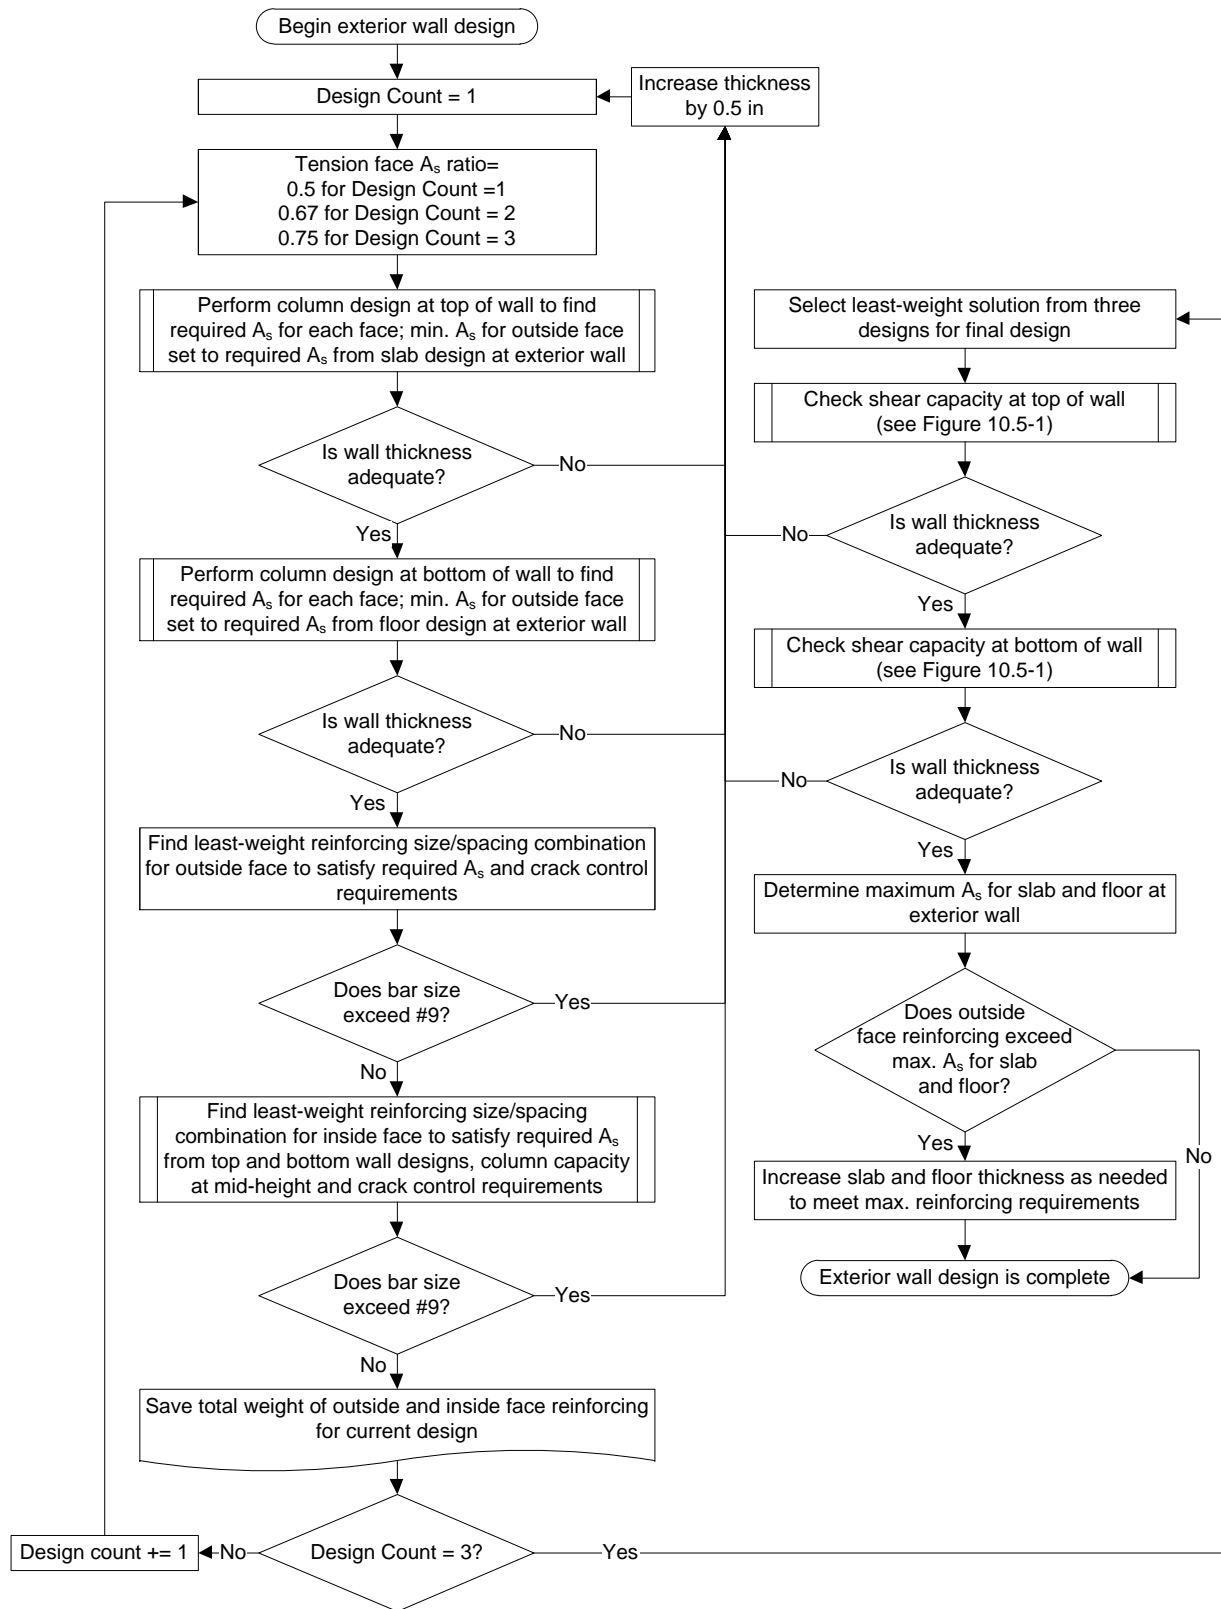 Begin exterior wall design
Design Count = 1
Increase thickness
by 0.5 in
Tension face As ratio=
0.5 for Design Count =1
0.67 for Design Count = 2
0.75 for Design Count = 3
Perform column design at top of wall to find
required As for each face; min. As for outside face
set to required As from slab design at exterior wall
Is wall thickness
adequate?
No
Yes
Perform column design at bottom of wall to find
required As for each face; min. As for outside face
set to required As from floor design at exterior wall
Is wall thickness
adequate?
No
Yes
Find least-weight reinforcing size/spacing combination
for outside face to satisfy required As and crack control
requirements
Does bar size
exceed #9?
Yes
No
Find least-weight reinforcing size/spacing
combination for inside face to satisfy required As
from top and bottom wall designs, column capacity
at mid-height and crack control requirements
Does bar size
exceed #9?
Yes
No
Save total weight of outside and inside face reinforcing
for current design
Design Count = 3?
No
Design count += 1
Yes
Select least-weight solution from three
designs for final design
Check shear capacity at top of wall
(see Figure 10.5-1)
Is wall thickness
adequate?
No
Yes
Check shear capacity at bottom of wall
(see Figure 10.5-1)
Is wall thickness
adequate?
No
Yes
Determine maximum As for slab and floor at
exterior wall
Does outside
face reinforcing exceed
max. As for slab
and floor?
No
Yes
Increase slab and floor thickness as needed
to meet max. reinforcing requirements
Exterior wall design is complete